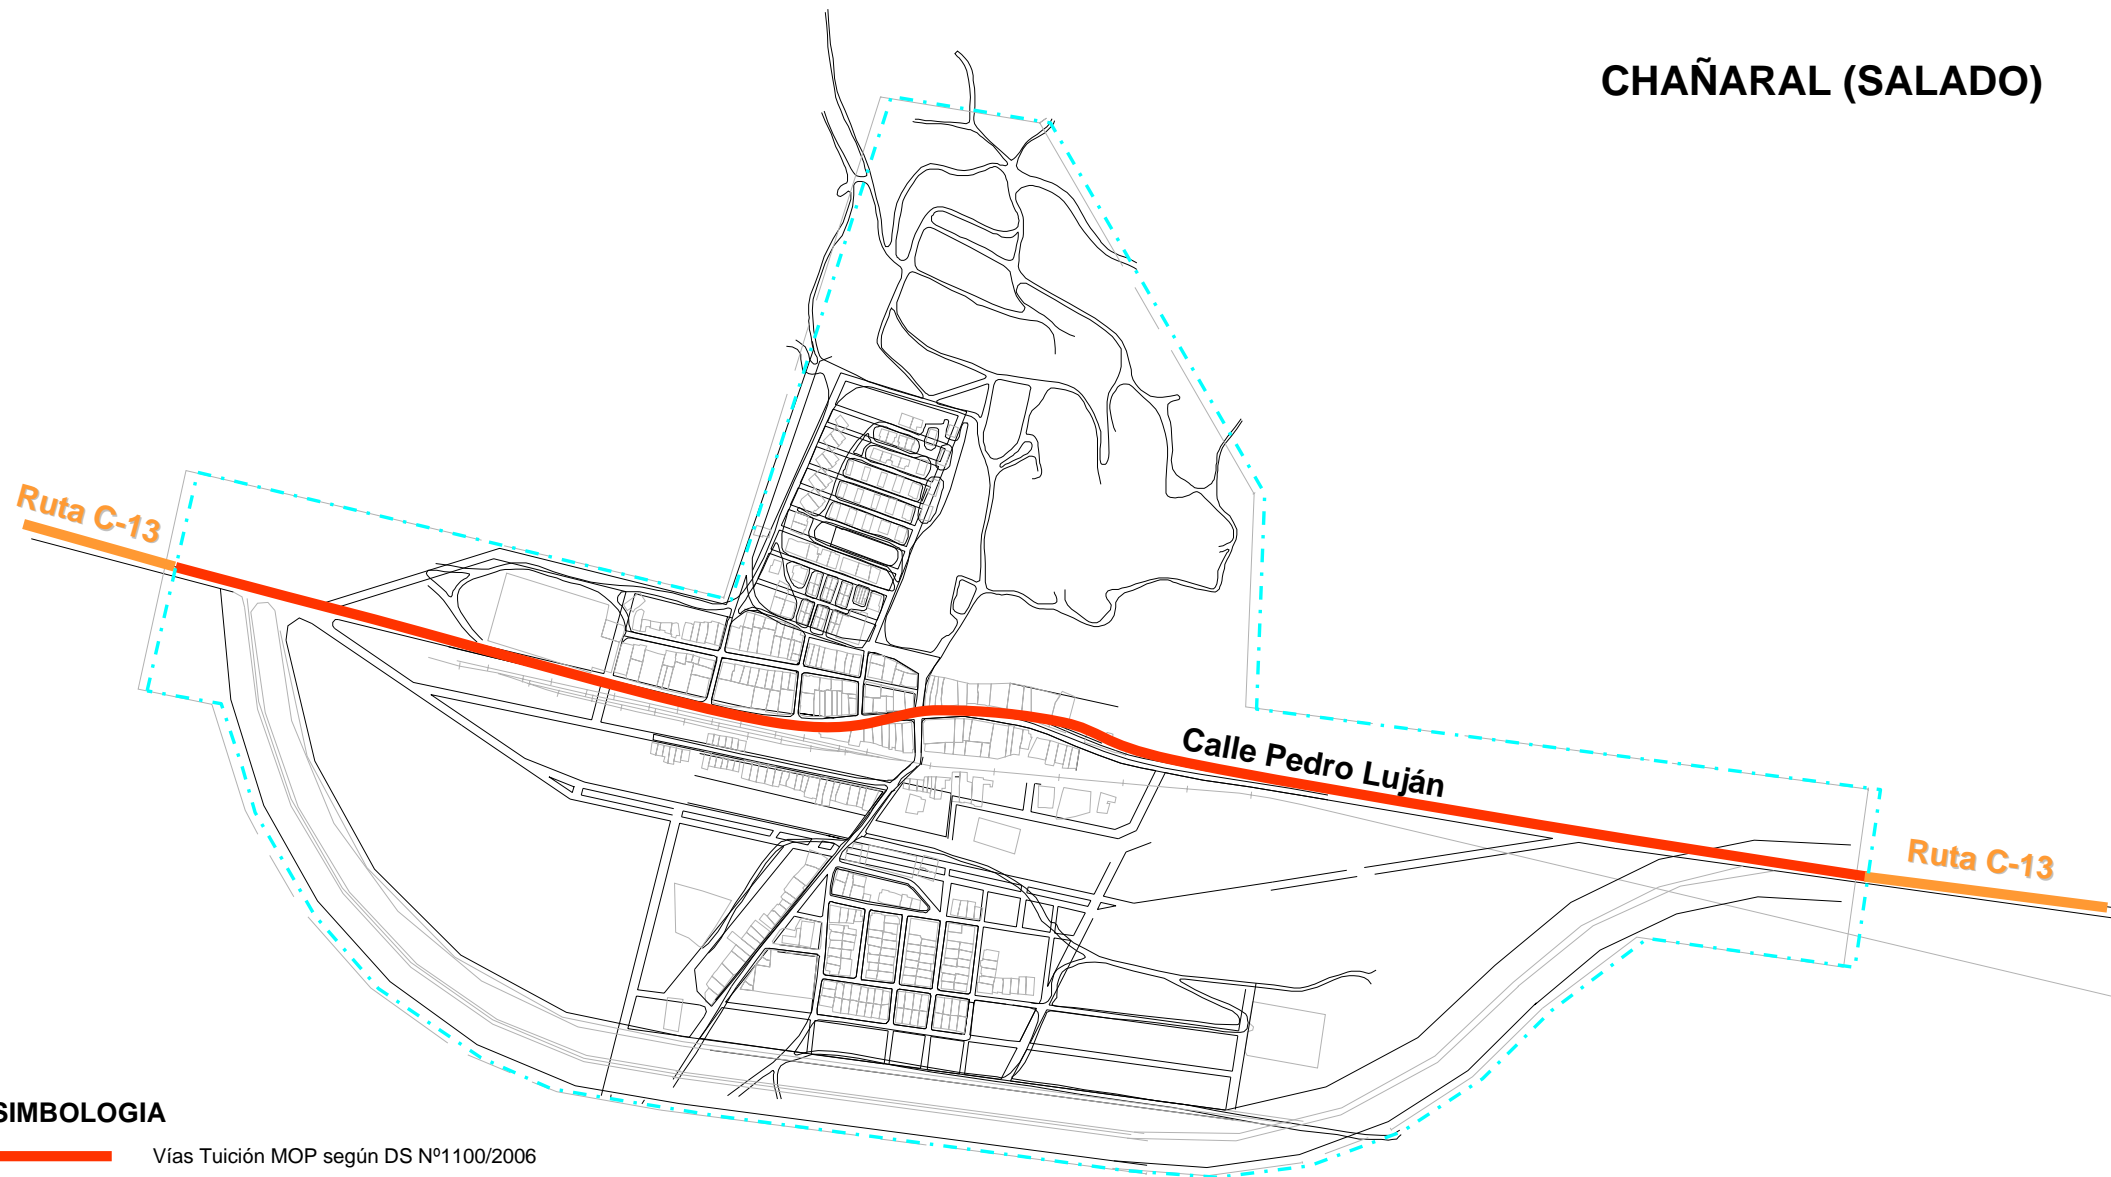 CHAÑARAL (SALADO)
Ruta C-13
Calle Pedro Luján
Ruta C-13
SIMBOLOGIA
Vías Tuición MOP según DS Nº1100/2006